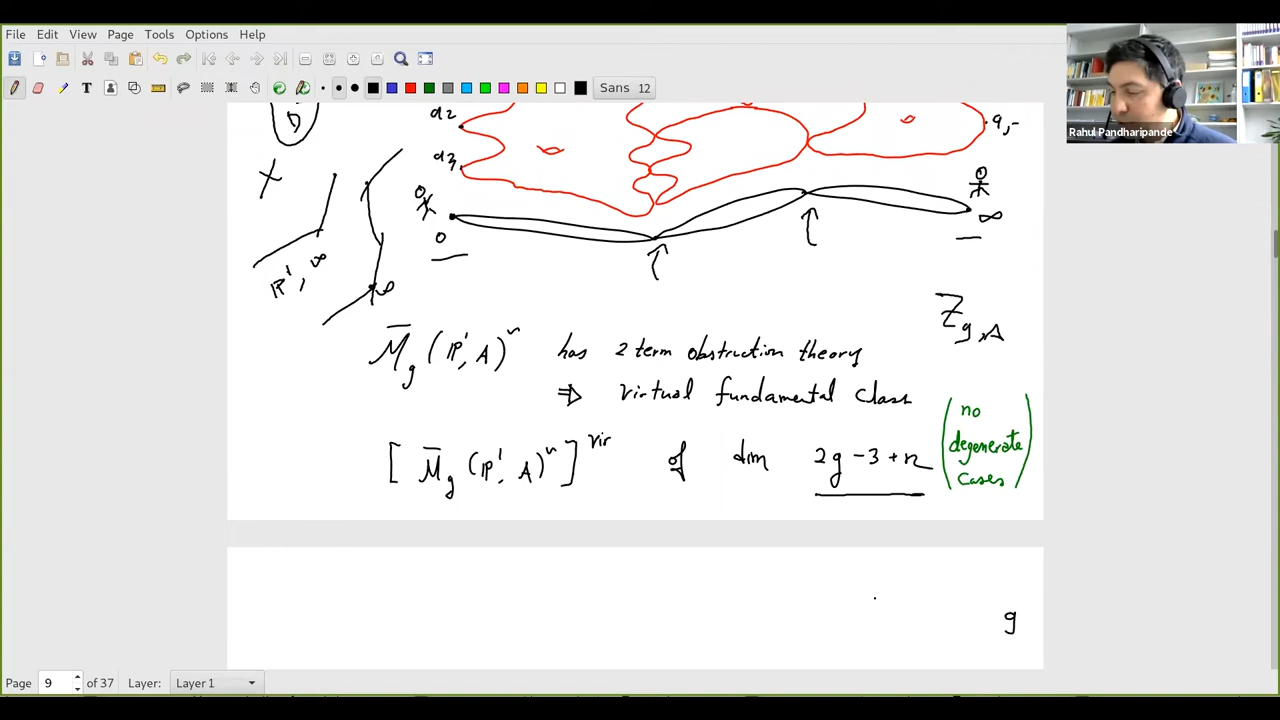 File Edit View Page Tools Options Help
T Sans 12
Rahul Pandharipande
D
a2
a3
X
P¹, ∞
∞
0
∞
Z_{g,A}
M̄_g (P¹, A)^~ has 2 term obstruction theory
⇒ virtual fundamental class
[M̄_g (P¹, A)^~]^{vir} of dim 2g-3+n
(no
degenerate
cases)
9
Page 9 of 37 Layer: Layer 1